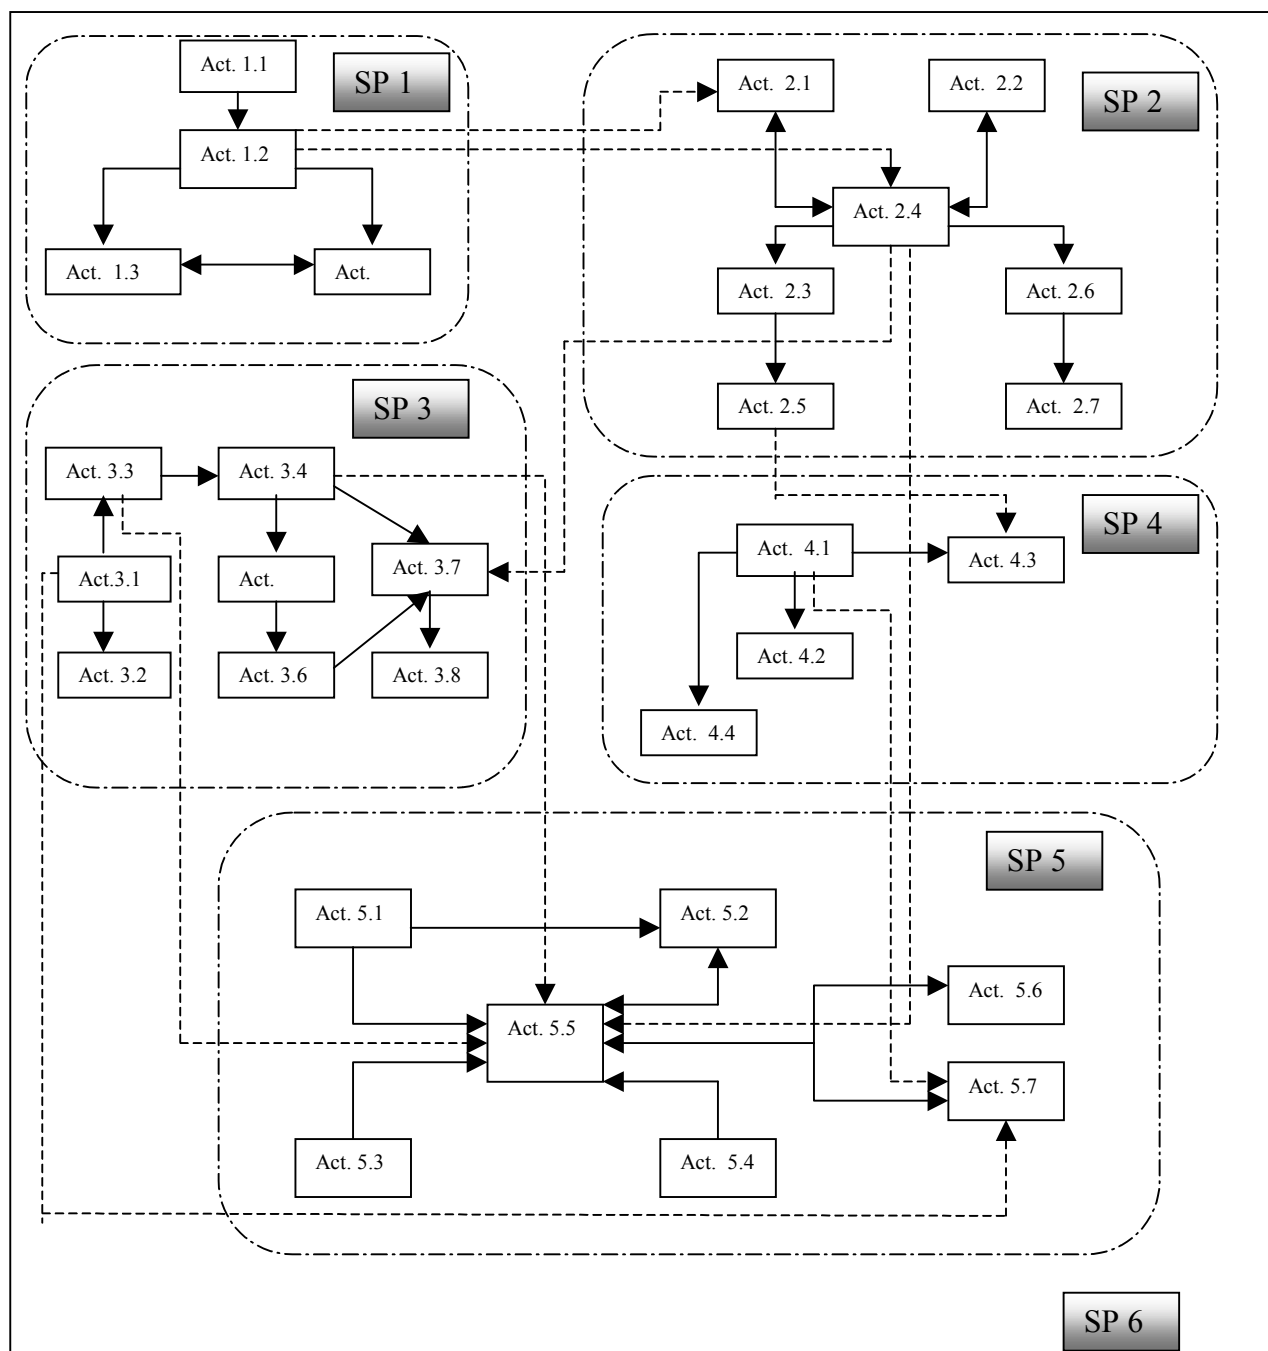 Act. 1.1
SP 1
Act. 1.2
Act. 1.3
Act.
Act. 2.1
Act. 2.2
SP 2
Act. 2.4
Act. 2.3
Act. 2.6
Act. 2.5
Act. 2.7
SP 3
Act. 3.3
Act. 3.4
Act.3.1
Act.
Act. 3.7
Act. 3.2
Act. 3.6
Act. 3.8
SP 4
Act. 4.1
Act. 4.3
Act. 4.2
Act. 4.4
SP 5
Act. 5.1
Act. 5.2
Act. 5.6
Act. 5.5
Act. 5.7
Act. 5.3
Act. 5.4
SP 6